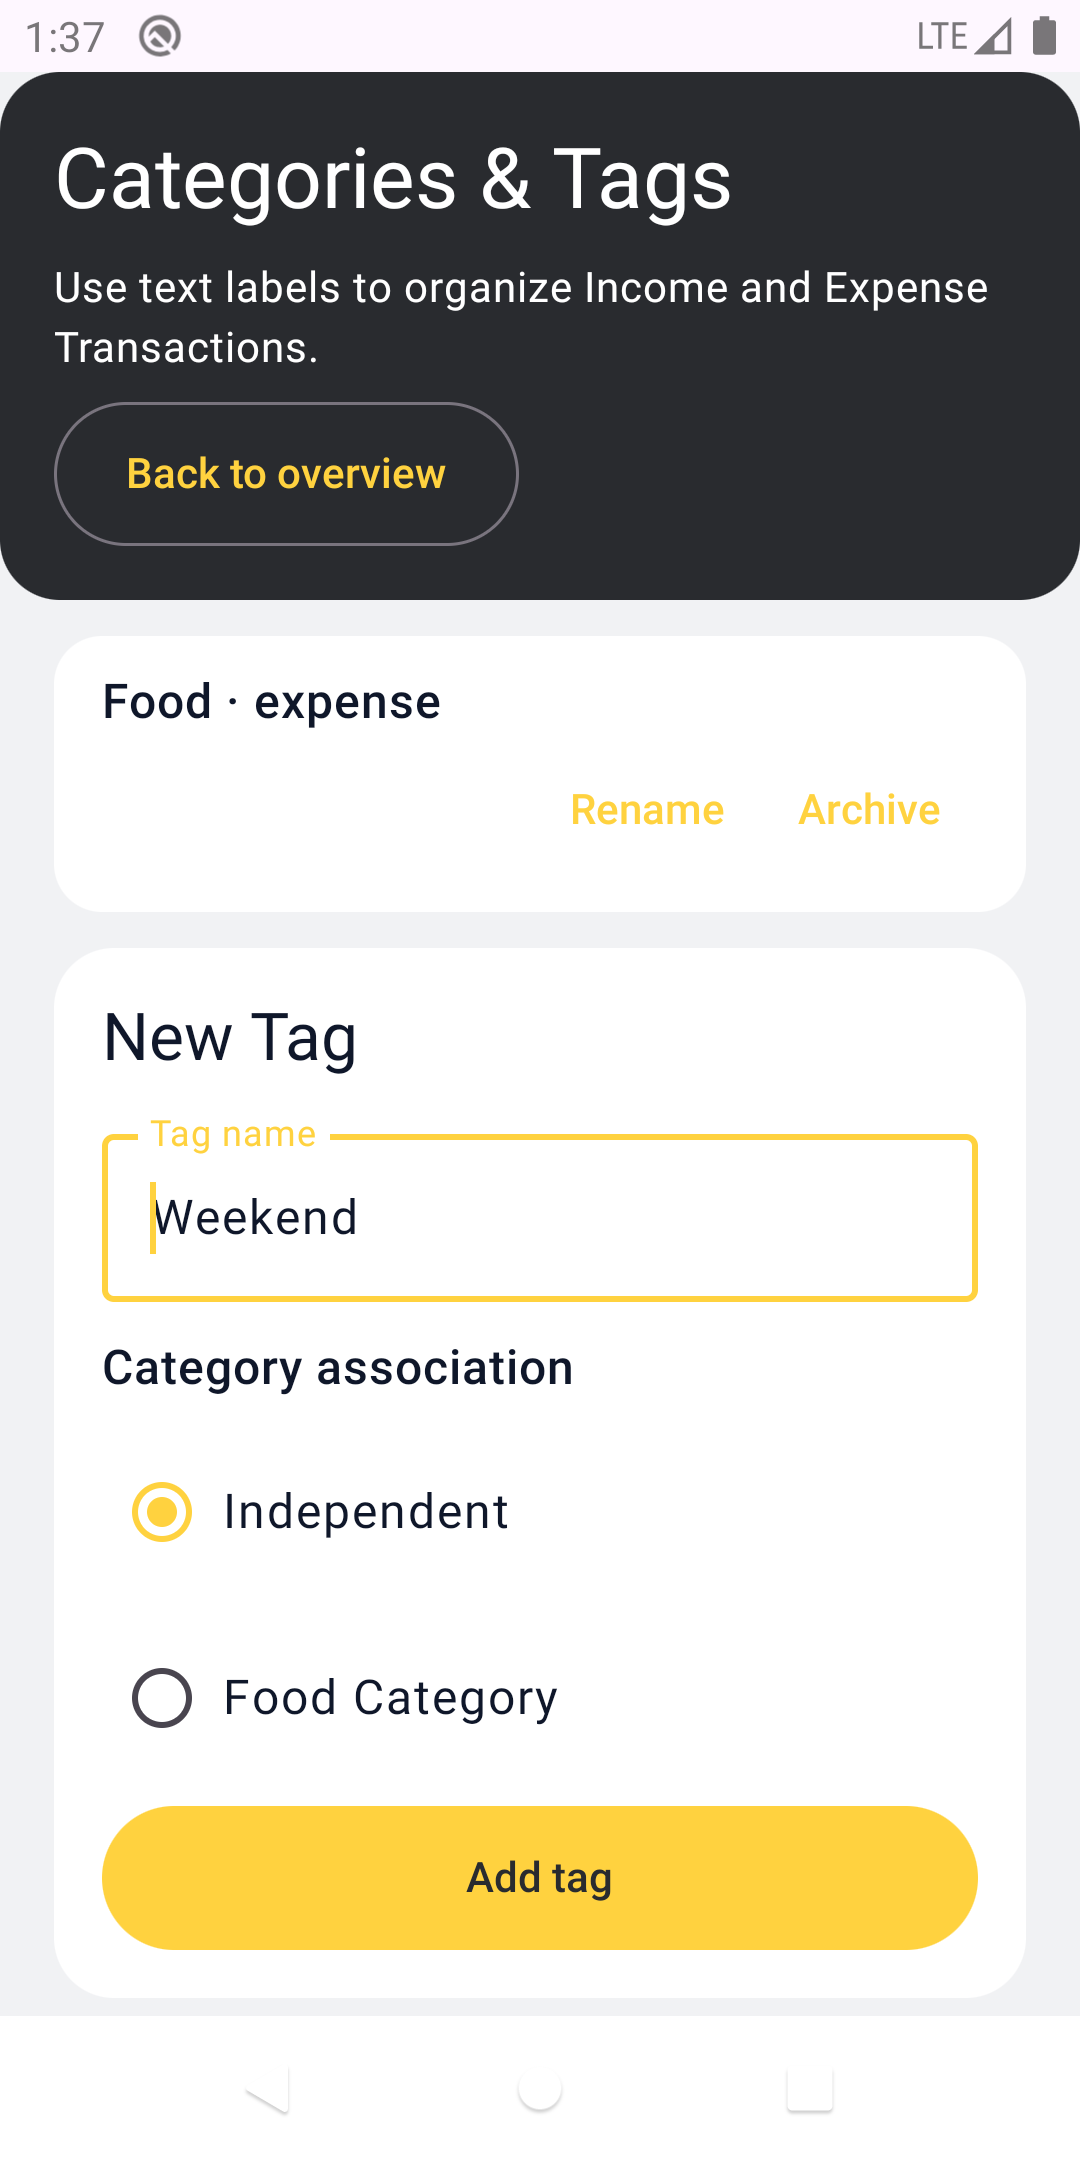 1:37
LTE
Categories & Tags
Use text labels to organize Income and Expense
Transactions.
Back to overview
Food · expense
Rename Archive
New Tag
Tag name
Weekend
Category association
Independent
Food Category
Add tag